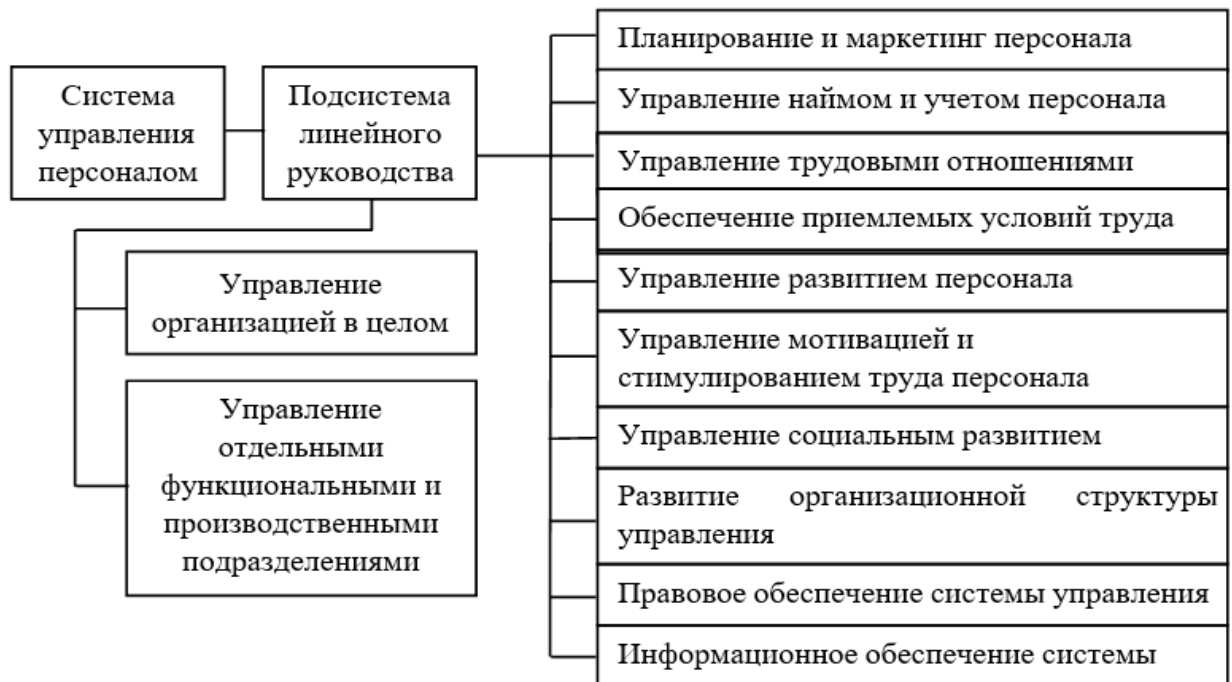 Система
управления
персоналом
Подсистема
линейного
руководства
Управление
организацией в целом
Управление
отдельными
функциональными и
производственными
подразделениями
Планирование и маркетинг персонала
Управление наймом и учетом персонала
Управление трудовыми отношениями
Обеспечение приемлемых условий труда
Управление развитием персонала
Управление мотивацией и
стимулированием труда персонала
Управление социальным развитием
Развитие организационной структуры
управления
Правовое обеспечение системы управления
Информационное обеспечение системы